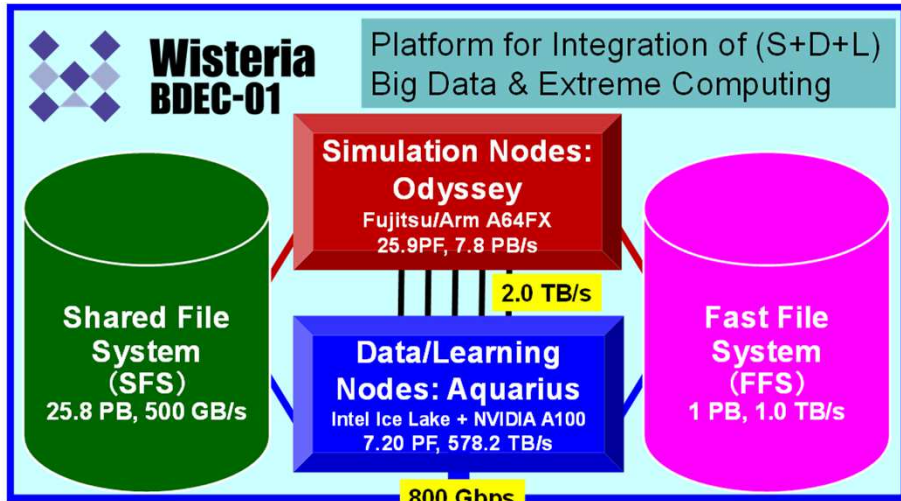 Wisteria
BDEC-01
Platform for Integration of (S+D+L)
Big Data & Extreme Computing
Simulation Nodes:
Odyssey
Fujitsu/Arm A64FX
25.9PF, 7.8 PB/s
2.0 TB/s
Shared File
System
(SFS)
25.8 PB, 500 GB/s
Data/Learning
Nodes: Aquarius
Intel Ice Lake + NVIDIA A100
7.20 PF, 578.2 TB/s
Fast File
System
(FFS)
1 PB, 1.0 TB/s
800 Gbps